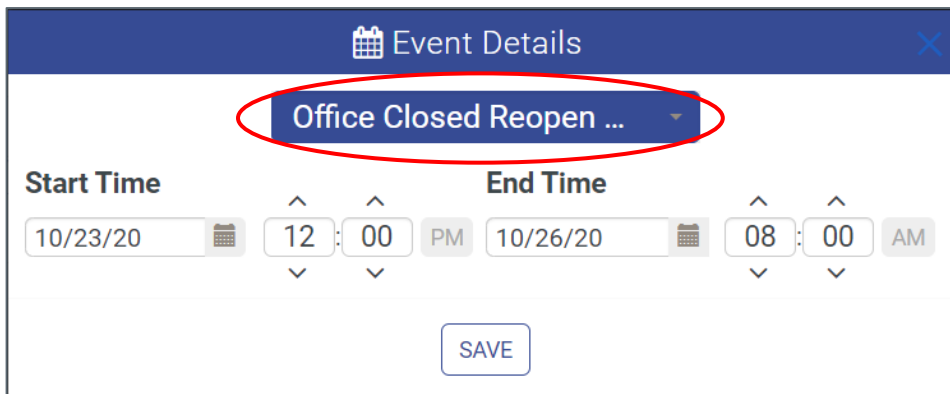 Event Details
Office Closed Reopen ...
Start Time End Time
10/23/20 12 : 00 PM 10/26/20 08 : 00 AM
SAVE